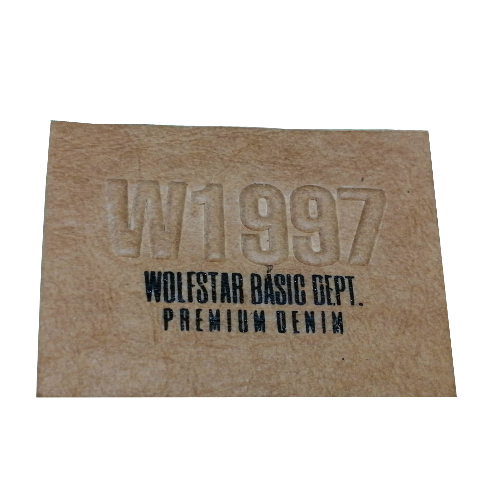 W1997
WOLFSTAR BÁSIC DEPT.
PREMIUM DENIM